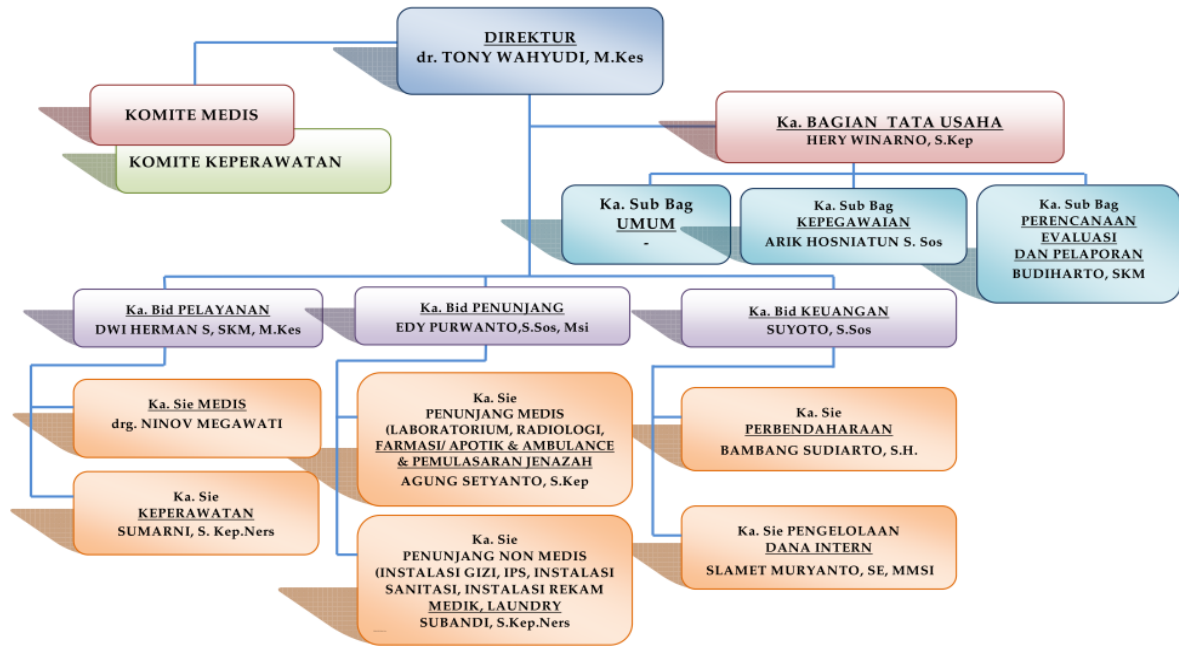 DIREKTUR
dr. TONY WAHYUDI, M.Kes
KOMITE MEDIS
KOMITE KEPERAWATAN
Ka. BAGIAN TATA USAHA
HERY WINARNO, S.Kep
Ka. Sub Bag
UMUM
-
Ka. Sub Bag
KEPEGAWAIAN
ARIK HOSNIATUN S. Sos
Ka. Sub Bag
PERENCANAAN
EVALUASI
DAN PELAPORAN
BUDIHARTO, SKM
Ka. Bid PELAYANAN
DWI HERMAN S, SKM, M.Kes
Ka. Bid PENUNJANG
EDY PURWANTO,S.Sos, Msi
Ka. Bid KEUANGAN
SUYOTO, S.Sos
Ka. Sie MEDIS
drg. NINOV MEGAWATI
Ka. Sie
KEPERAWATAN
SUMARNI, S. Kep.Ners
Ka. Sie
PENUNJANG MEDIS
(LABORATORIUM, RADIOLOGI,
FARMASI/ APOTIK & AMBULANCE
& PEMULASARAN JENAZAH
AGUNG SETYANTO, S.Kep
Ka. Sie
PENUNJANG NON MEDIS
(INSTALASI GIZI, IPS, INSTALASI
SANITASI, INSTALASI REKAM
MEDIK, LAUNDRY
SUBANDI, S.Kep.Ners
Ka. Sie
PERBENDAHARAAN
BAMBANG SUDIARTO, S.H.
Ka. Sie PENGELOLAAN
DANA INTERN
SLAMET MURYANTO, SE, MMSI